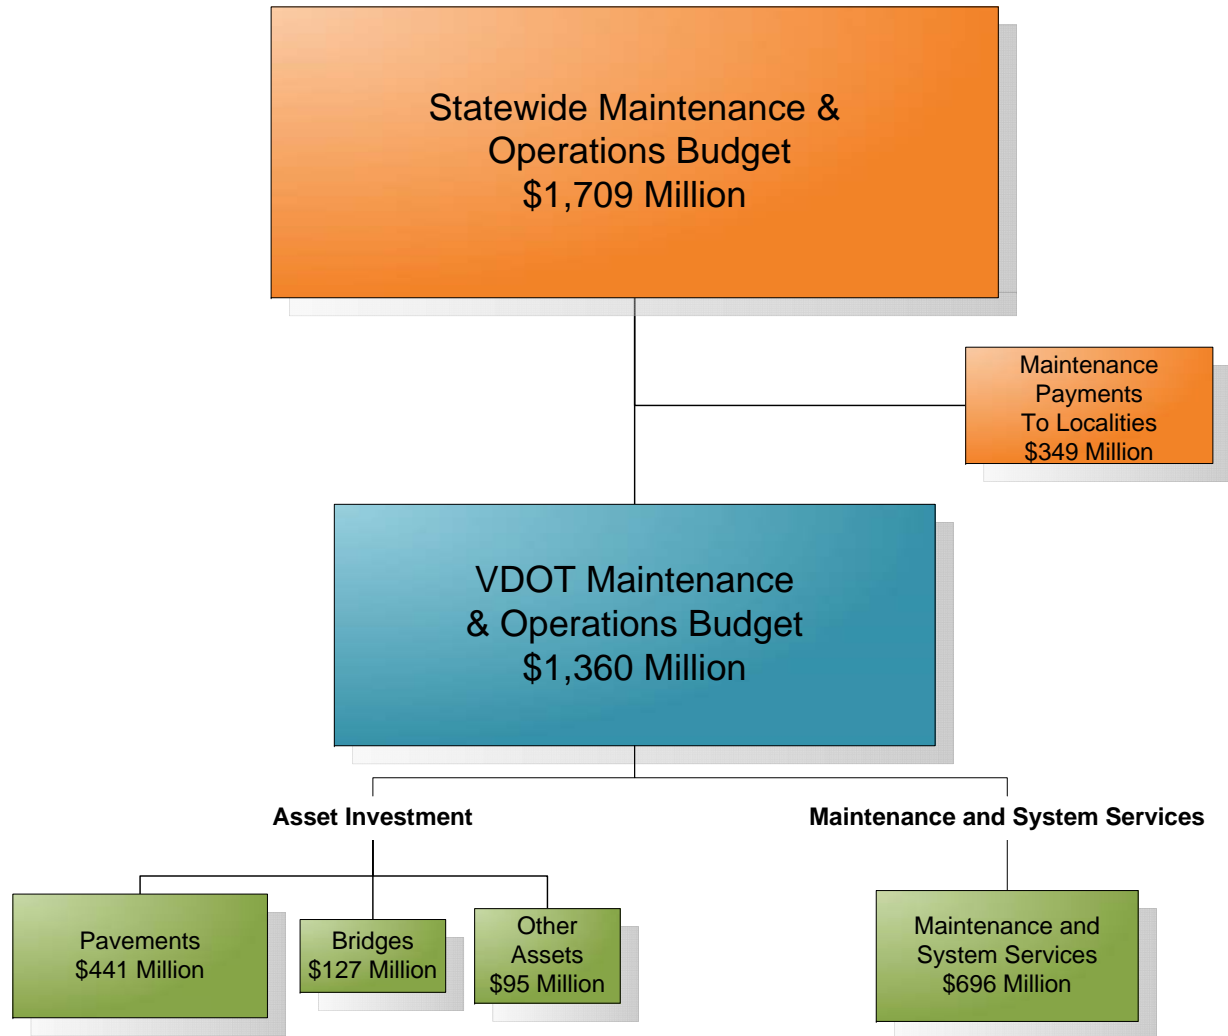 Statewide Maintenance &
Operations Budget
$1,709 Million
Maintenance
Payments
To Localities
$349 Million
VDOT Maintenance
& Operations Budget
$1,360 Million
Asset Investment
Maintenance and System Services
Pavements
$441 Million
Bridges
$127 Million
Other
Assets
$95 Million
Maintenance and
System Services
$696 Million